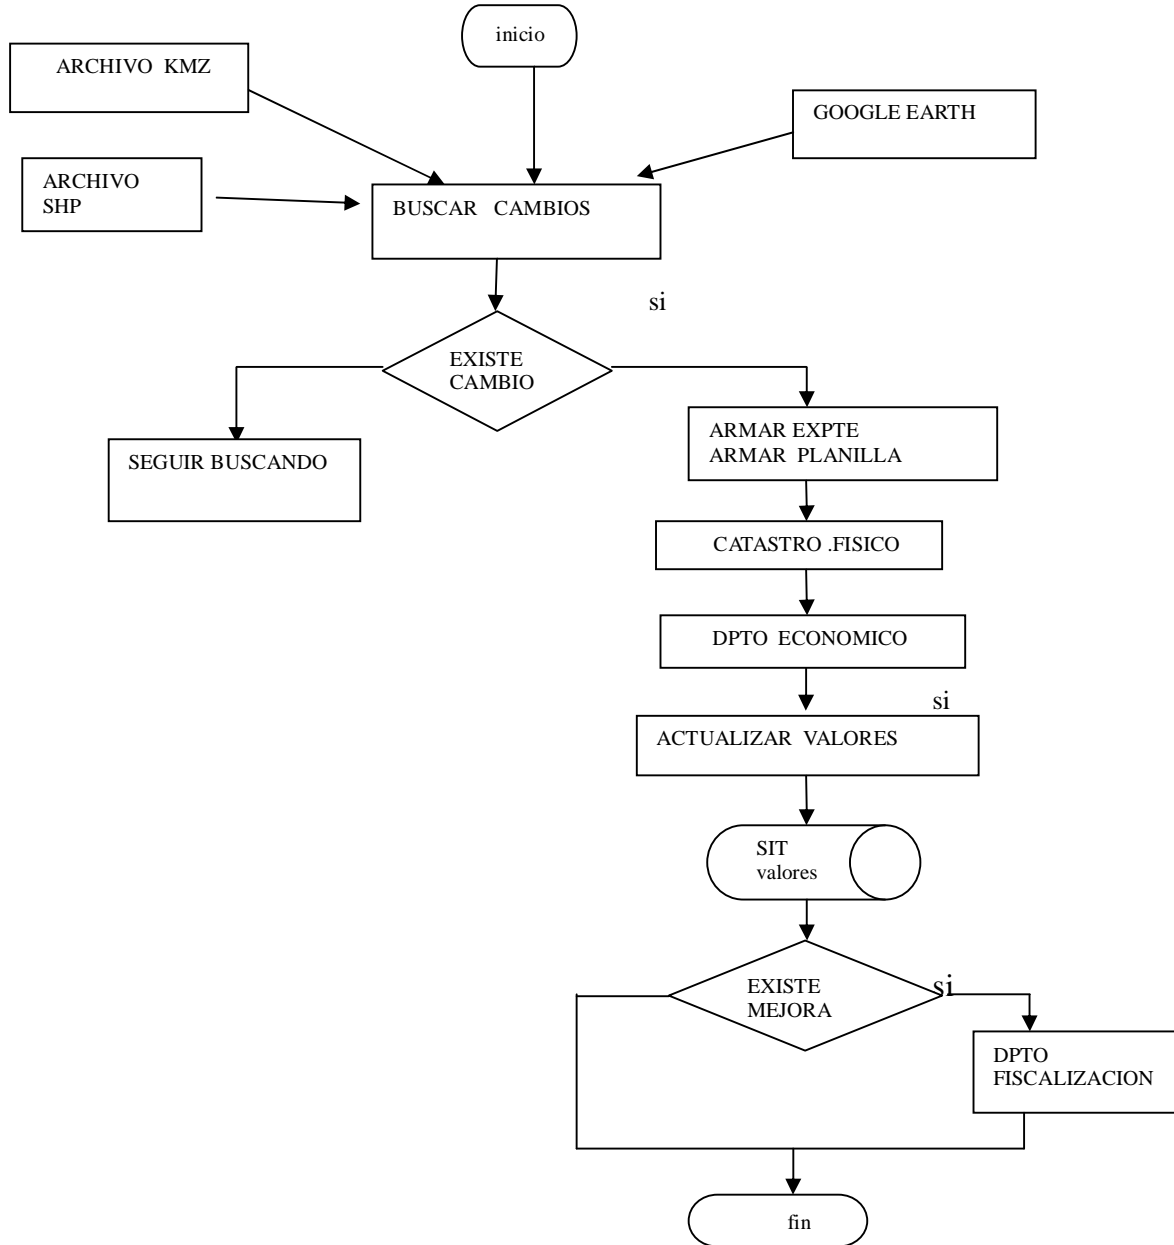 inicio
ARCHIVO KMZ
GOOGLE EARTH
ARCHIVO
SHP
BUSCAR CAMBIOS
si
EXISTE
CAMBIO
ARMAR EXPTE
ARMAR PLANILLA
SEGUIR BUSCANDO
CATASTRO .FISICO
DPTO ECONOMICO
si
ACTUALIZAR VALORES
SIT
valores
EXISTE
MEJORA
si
DPTO
FISCALIZACION
fin